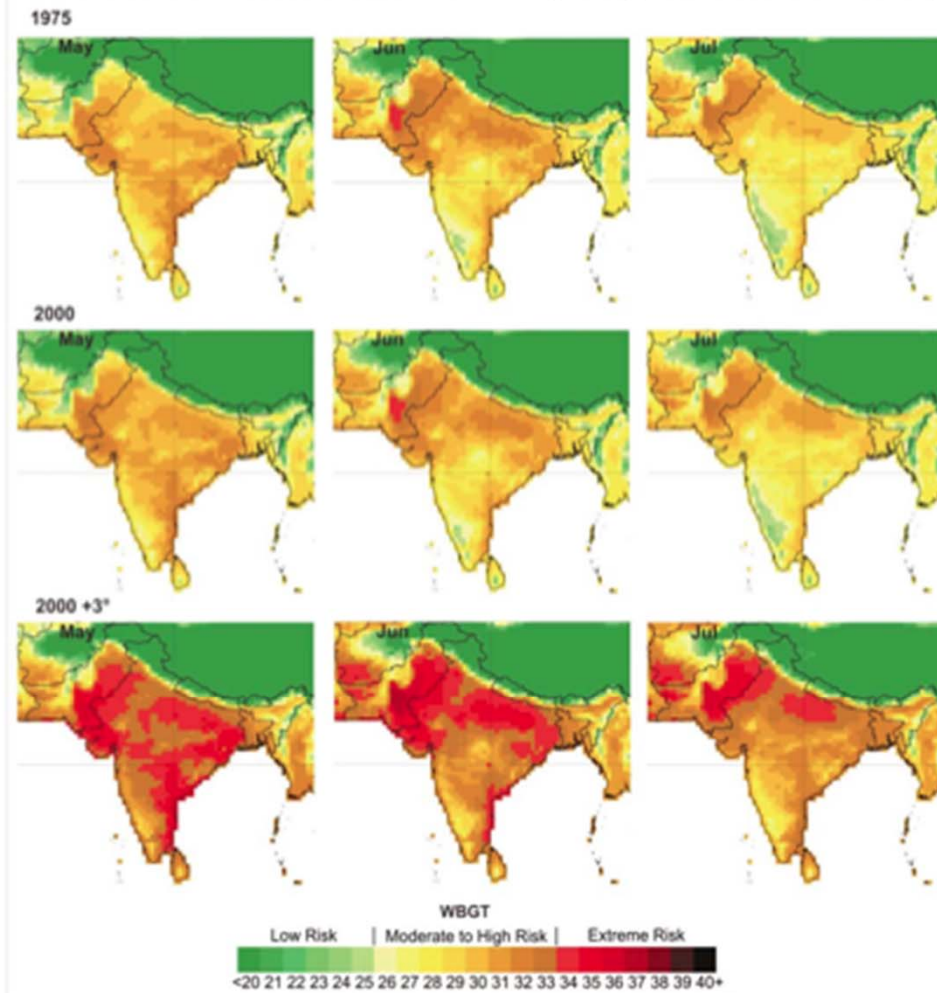 1975
May
Jun
Jul
2000
May
Jun
Jul
2000 +3°
May
Jun
Jul
WBGT
Low Risk | Moderate to High Risk | Extreme Risk
<20 21 22 23 24 25 26 27 28 29 30 31 32 33 34 35 36 37 38 39 40+